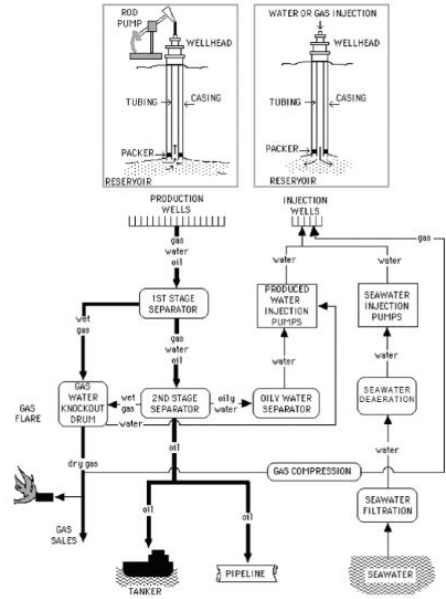 ROD
PUMP
WELLHEAD
TUBING
CASING
PACKER
RESERVOIR
WATER OR GAS INJECTION
WELLHEAD
TUBING
CASING
PACKER
RESERVOIR
PRODUCTION
WELLS
INJECTION
WELLS
gas
water
oil
gas
water
water
1ST STAGE
SEPARATOR
PRODUCED
WATER
INJECTION
PUMPS
SEAWATER
INJECTION
PUMPS
wet
gas
gas
water
oil
water
water
GAS
FLARE
GAS
WATER
KNOCKOUT
DRUM
wet
gas
water
2ND STAGE
SEPARATOR
oily
water
OILY WATER
SEPARATOR
SEAWATER
DEAERATION
oil
water
dry gas
GAS COMPRESSION
SEAWATER
FILTRATION
GAS
SALES
oil
oil
TANKER
PIPELINE
SEAWATER